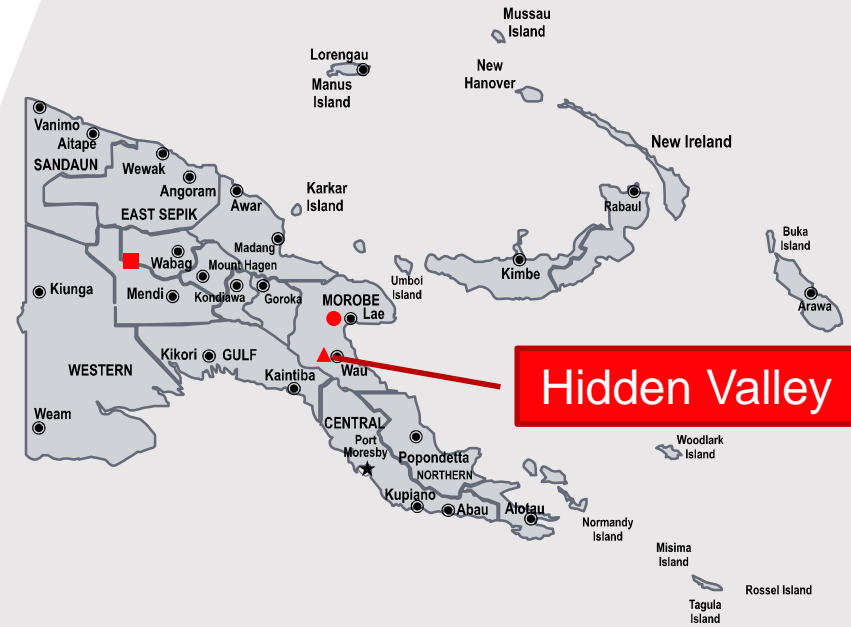 Mussau
Island
Lorengau
Manus
Island
New
Hanover
Vanimo
Aitape
SANDAUN
Wewak
Angoram
EAST SEPIK
Awar
Karkar
Island
New Ireland
Rabaul
Madang
Wabag
Mount Hagen
Umboi
Island
Kimbe
Buka
Island
Kiunga
Mendi
Kondiawa
Goroka
MOROBE
Lae
Arawa
Kikori
GULF
WESTERN
Kaintiba
Wau
Hidden Valley
Weam
CENTRAL
Port
Moresby
Popondetta
NORTHERN
Woodlark
Island
Kupiano
Abau
Alotau
Normandy
Island
Misima
Island
Rossel Island
Tagula
Island